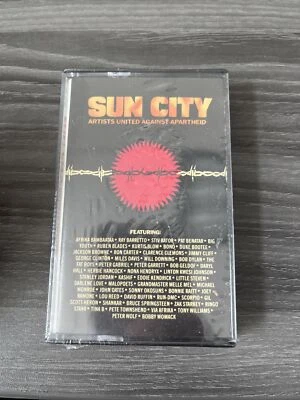 SUN CITY
ARTISTS UNITED AGAINST APARTHEID
FEATURING:
AFRIKA BAMBAATAA • RAY BARRETTO • STIV BATOR • PAT BENATAR • BIG
YOUTH • RUBEN BLADES • KURTIS BLOW • BONO • DUKE BOOTEE •
JACKSON BROWNE • RON CARTER • CLARENCE CLEMONS • JIMMY CLIFF
• GEORGE CLINTON • MILES DAVIS • WILL DOWNING • BOB DYLAN • THE
FAT BOYS • PETER GABRIEL • PETER GARRETT • BOB GELDOF • DARYL
HALL • HERBIE HANCOCK • NONA HENDRYX • LINTON KWESI JOHNSON
• STANLEY JORDAN • KASHIF • EDDIE KENDRICK • LITTLE STEVEN •
DARLENE LOVE • MALOPOETS • GRANDMASTER MELLE MEL • MICHAEL
MONROE • JOHN OATES • SONNY OKOSUNS • BONNIE RAITT • JOEY
RAMONE • LOU REED • DAVID RUFFIN • RUN-DMC • SCORPIO • GIL
SCOTT HERON • SHANKAR • BRUCE SPRINGSTEEN • ZAK STARKEY • RINGO
STARR • TINA B • PETE TOWNSHEND • VIA AFRIKA • TONY WILLIAMS •
PETER WOLF • BOBBY WOMACK